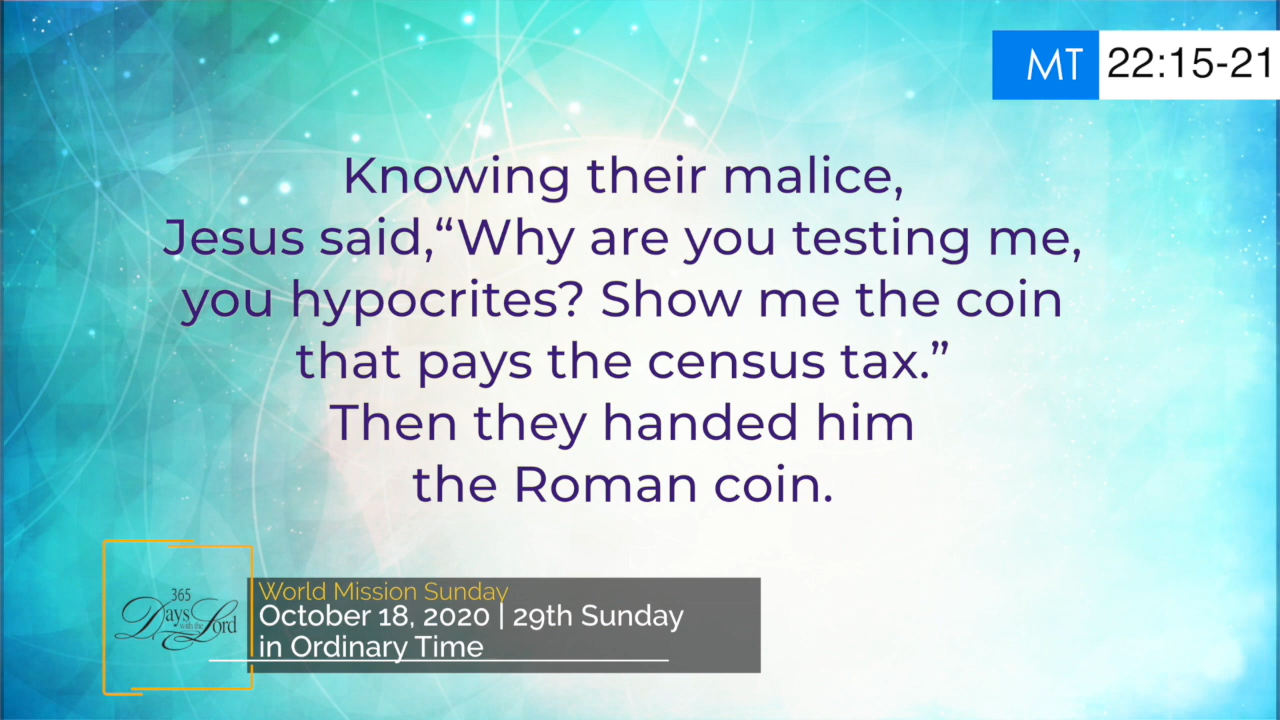 MT 22:15-21
Knowing their malice,
Jesus said,“Why are you testing me,
you hypocrites? Show me the coin
that pays the census tax.”
Then they handed him
the Roman coin.
365
Days with the Lord
World Mission Sunday
October 18, 2020 | 29th Sunday
in Ordinary Time